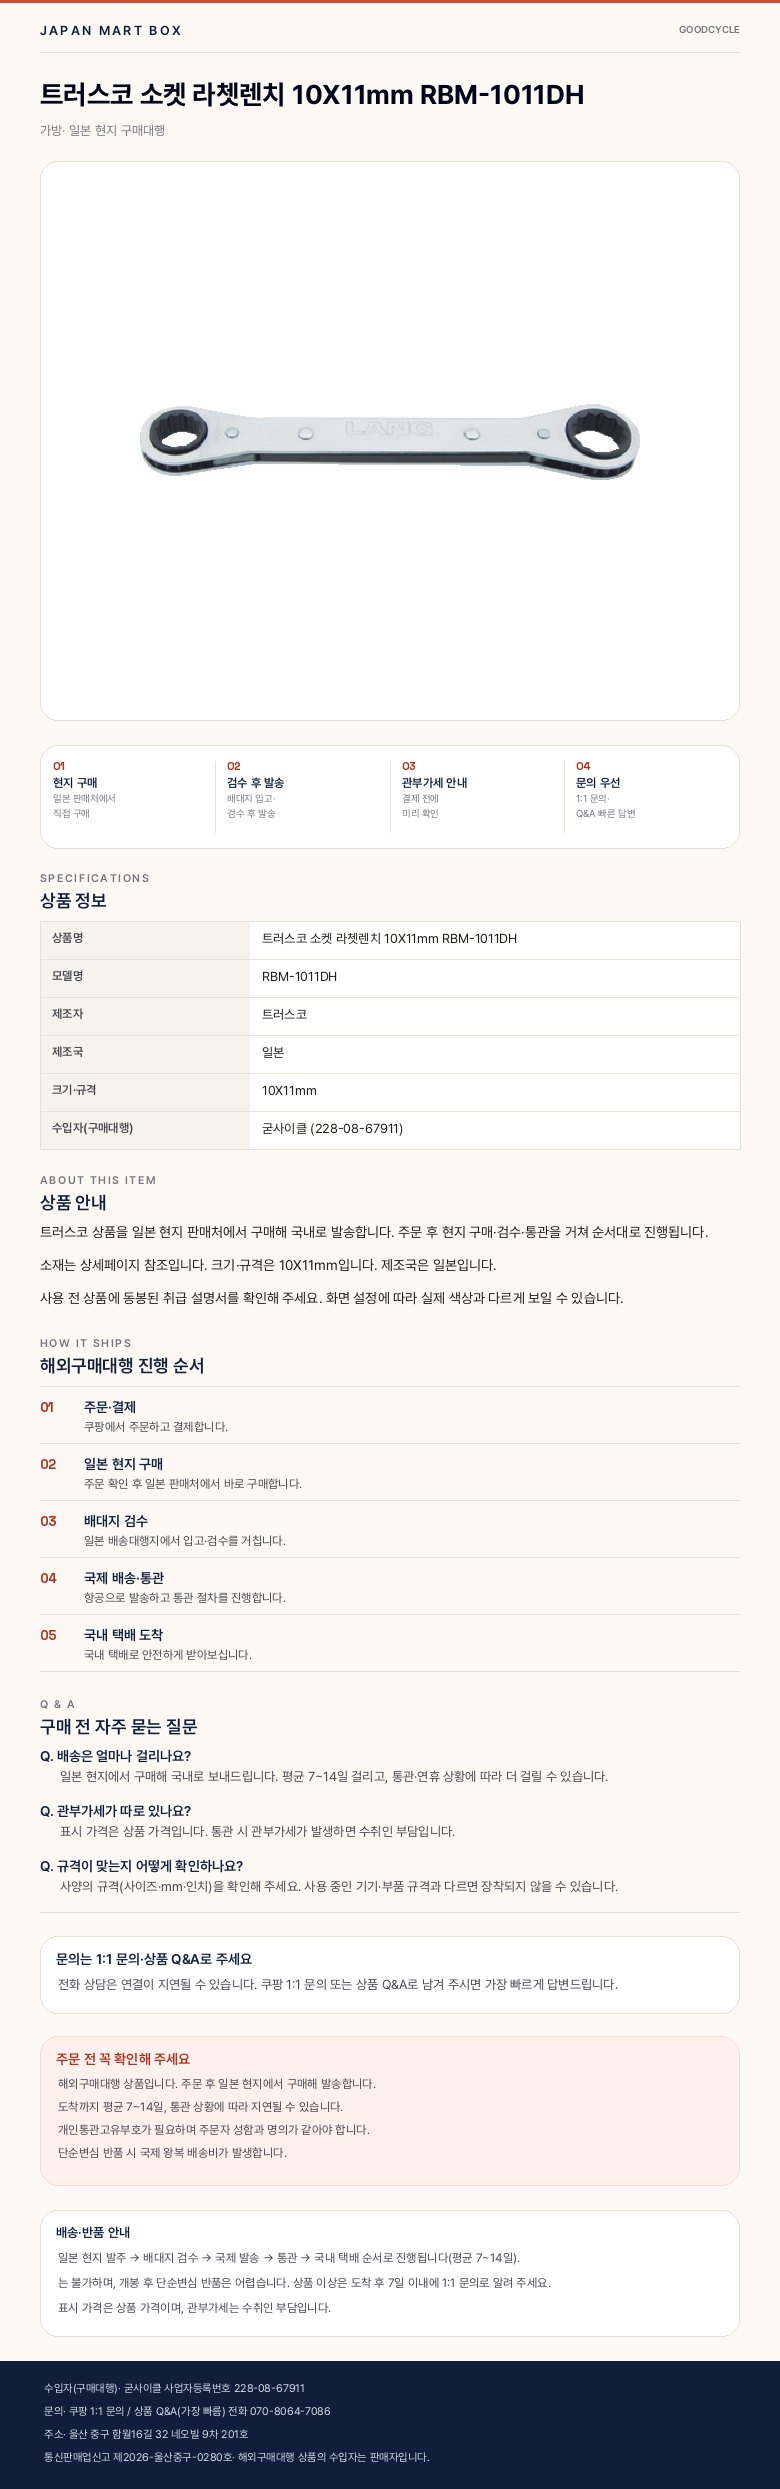 JAPAN MART BOX
GOODCYCLE
트러스코 소켓 라쳇렌치 10X11mm RBM-1011DH
가방· 일본 현지 구매대행
LANG
01
현지 구매
일본 판매처에서
직접 구매
02
검수 후 발송
배대지 입고·
검수 후 발송
03
관부가세 안내
결제 전에
미리 확인
04
문의 우선
1:1 문의·
Q&A 빠른 답변
SPECIFICATIONS
상품 정보
상품명 트러스코 소켓 라쳇렌치 10X11mm RBM-1011DH
모델명 RBM-1011DH
제조자 트러스코
제조국 일본
크기·규격 10X11mm
수입자(구매대행) 굳사이클 (228-08-67911)
ABOUT THIS ITEM
상품 안내
트러스코 상품을 일본 현지 판매처에서 구매해 국내로 발송합니다. 주문 후 현지 구매·검수·통관을 거쳐 순서대로 진행됩니다.
소재는 상세페이지 참조입니다. 크기·규격은 10X11mm입니다. 제조국은 일본입니다.
사용 전 상품에 동봉된 취급 설명서를 확인해 주세요. 화면 설정에 따라 실제 색상과 다르게 보일 수 있습니다.
HOW IT SHIPS
해외구매대행 진행 순서
01 주문·결제
쿠팡에서 주문하고 결제합니다.
02 일본 현지 구매
주문 확인 후 일본 판매처에서 바로 구매합니다.
03 배대지 검수
일본 배송대행지에서 입고·검수를 거칩니다.
04 국제 배송·통관
항공으로 발송하고 통관 절차를 진행합니다.
05 국내 택배 도착
국내 택배로 안전하게 받아보십니다.
Q & A
구매 전 자주 묻는 질문
Q. 배송은 얼마나 걸리나요?
일본 현지에서 구매해 국내로 보내드립니다. 평균 7~14일 걸리고, 통관·연휴 상황에 따라 더 걸릴 수 있습니다.
Q. 관부가세가 따로 있나요?
표시 가격은 상품 가격입니다. 통관 시 관부가세가 발생하면 수취인 부담입니다.
Q. 규격이 맞는지 어떻게 확인하나요?
사양의 규격(사이즈·mm·인치)을 확인해 주세요. 사용 중인 기기·부품 규격과 다르면 장착되지 않을 수 있습니다.
문의는 1:1 문의·상품 Q&A로 주세요
전화 상담은 연결이 지연될 수 있습니다. 쿠팡 1:1 문의 또는 상품 Q&A로 남겨 주시면 가장 빠르게 답변드립니다.
주문 전 꼭 확인해 주세요
해외구매대행 상품입니다. 주문 후 일본 현지에서 구매해 발송합니다.
도착까지 평균 7~14일, 통관 상황에 따라 지연될 수 있습니다.
개인통관고유부호가 필요하며 주문자 성함과 명의가 같아야 합니다.
단순변심 반품 시 국제 왕복 배송비가 발생합니다.
배송·반품 안내
일본 현지 발주 → 배대지 검수 → 국제 발송 → 통관 → 국내 택배 순서로 진행됩니다(평균 7~14일).
는 불가하며, 개봉 후 단순변심 반품은 어렵습니다. 상품 이상은 도착 후 7일 이내에 1:1 문의로 알려 주세요.
표시 가격은 상품 가격이며, 관부가세는 수취인 부담입니다.
수입자(구매대행)· 굳사이클 사업자등록번호 228-08-67911
문의· 쿠팡 1:1 문의 / 상품 Q&A(가장 빠름) 전화 070-8064-7086
주소· 울산 중구 함월16길 32 네오빌 9차 201호
통신판매업신고 제2026-울산중구-0280호· 해외구매대행 상품의 수입자는 판매자입니다.